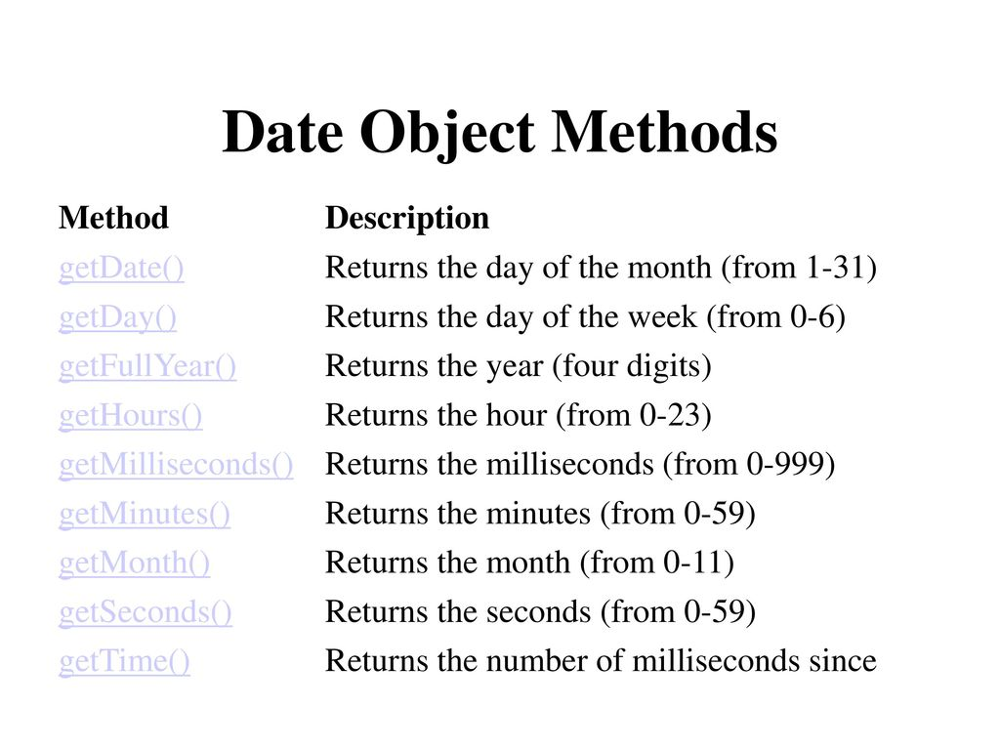 Date Object Methods
Method Description
getDate() Returns the day of the month (from 1-31)
getDay() Returns the day of the week (from 0-6)
getFullYear() Returns the year (four digits)
getHours() Returns the hour (from 0-23)
getMilliseconds() Returns the milliseconds (from 0-999)
getMinutes() Returns the minutes (from 0-59)
getMonth() Returns the month (from 0-11)
getSeconds() Returns the seconds (from 0-59)
getTime() Returns the number of milliseconds since